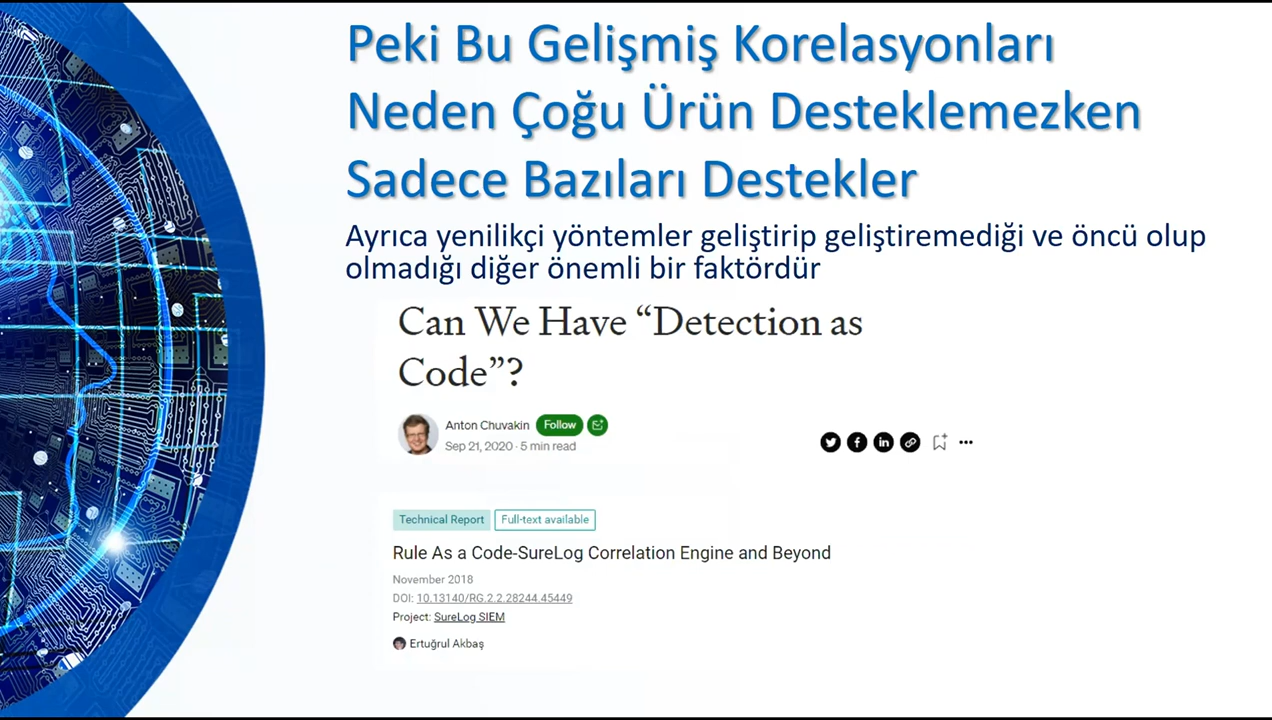 Peki Bu Gelişmiş Korelasyonları
Neden Çoğu Ürün Desteklemezken
Sadece Bazıları Destekler
Ayrıca yenilikçi yöntemler geliştirip geliştiremediği ve öncü olup
olmadığı diğer önemli bir faktördür
Can We Have “Detection as
Code”?
Anton Chuvakin Follow
Sep 21, 2020 · 5 min read
Technical Report Full-text available
Rule As a Code-SureLog Correlation Engine and Beyond
November 2018
DOI: 10.13140/RG.2.2.28244.45449
Project: SureLog SIEM
Ertuğrul Akbaş